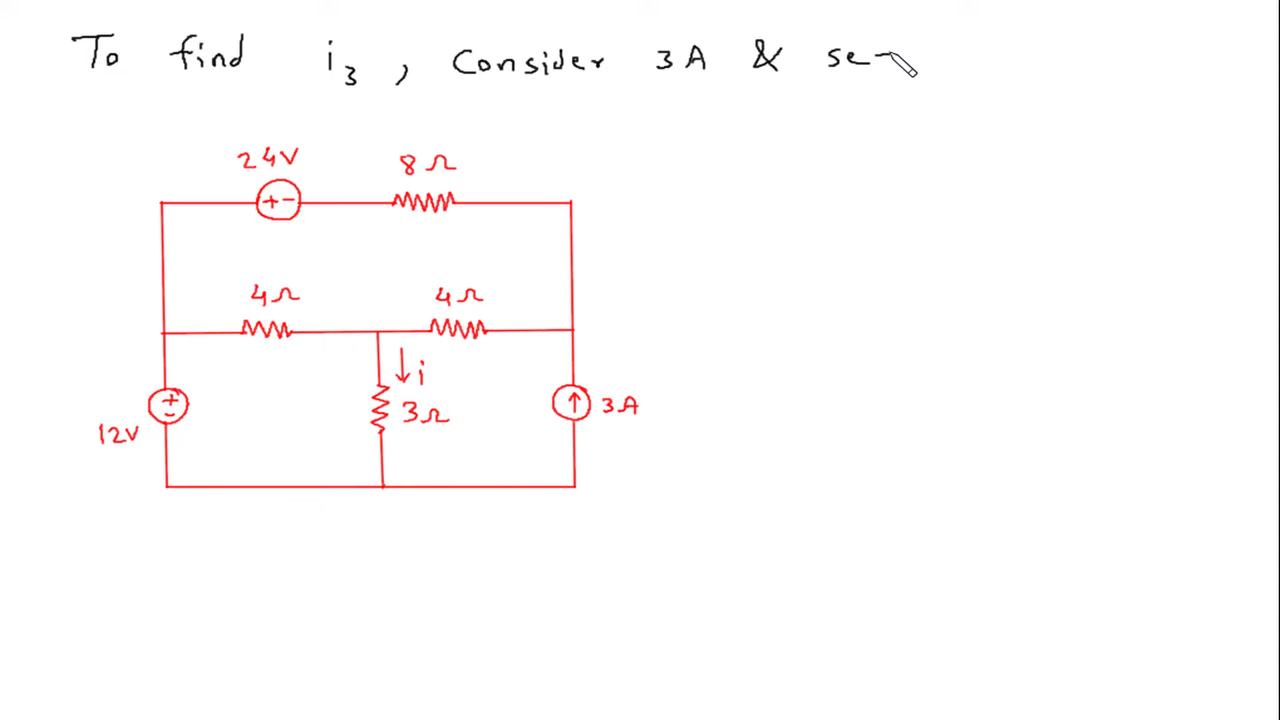 To find i₃, Consider 3A & se
24V
8Ω
4Ω
4Ω
i
+ -
+
-
3Ω
3A
12V